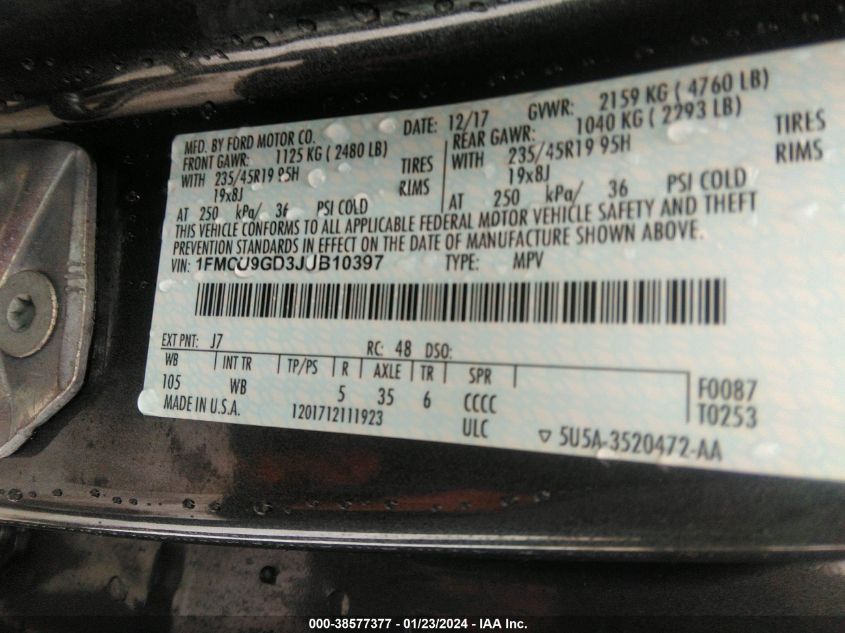 MFD. BY FORD MOTOR CO. DATE: 12/17 GVWR: 2159 KG ( 4760 LB)
FRONT GAWR: 1125 KG ( 2480 LB) REAR GAWR: 1040 KG ( 2293 LB)
WITH 235/45R19 95H TIRES WITH 235/45R19 95H TIRES
19x8J RIMS 19x8J RIMS
AT 250 kPa/ 36 PSI COLD AT 250 kPa/ 36 PSI COLD
THIS VEHICLE CONFORMS TO ALL APPLICABLE FEDERAL MOTOR VEHICLE SAFETY AND THEFT
PREVENTION STANDARDS IN EFFECT ON THE DATE OF MANUFACTURE SHOWN ABOVE.
VIN: 1FMCU9GD3JUB10397 TYPE: MPV
EXT PNT: J7 RC: 48 DSO:
WB INT TR TP/PS R AXLE TR SPR
105 WB 5 35 6 CCCC F0087
MADE IN U.S.A. 1201712111923 ULC T0253
5U5A-3520472-AA
000-38577377 - 01/23/2024 - IAA Inc.